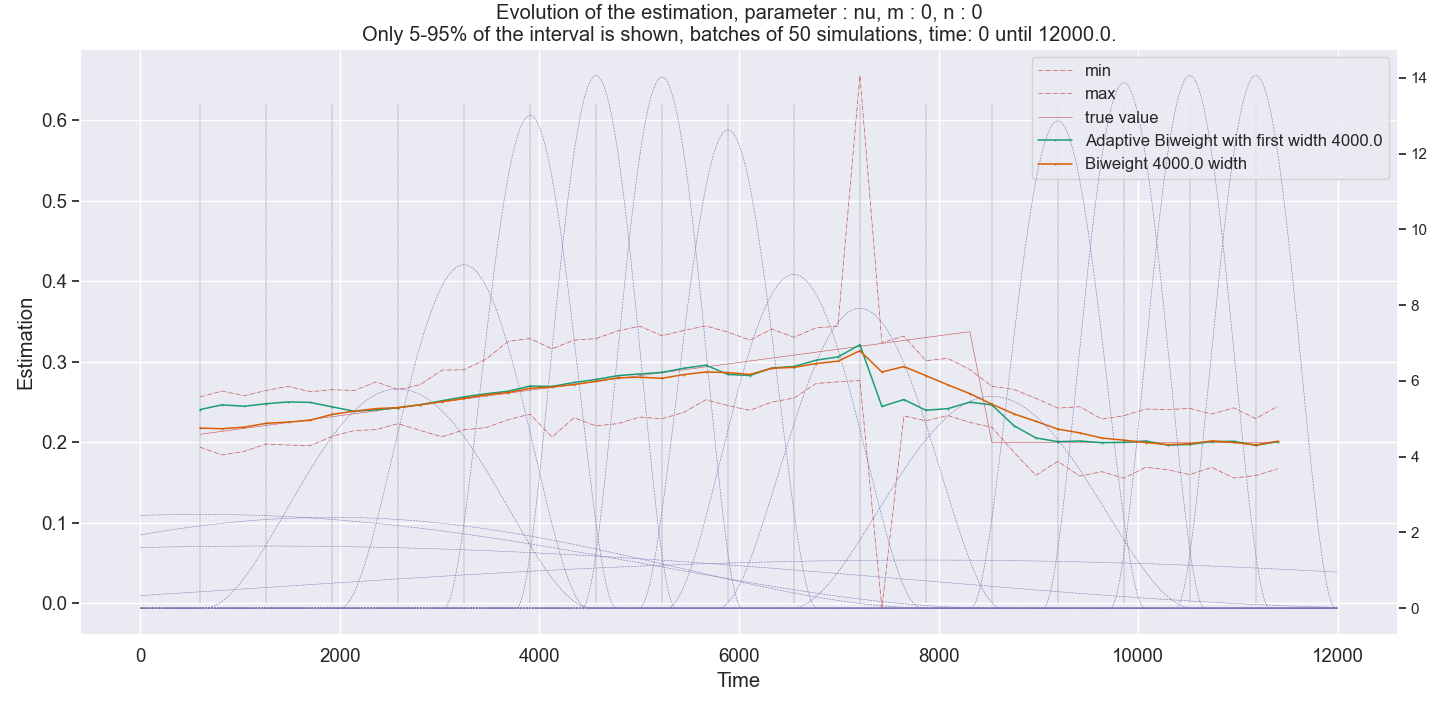 Evolution of the estimation, parameter : nu, m : 0, n : 0
Only 5-95% of the interval is shown, batches of 50 simulations, time: 0 until 12000.0.
min
max
true value
Adaptive Biweight with first width 4000.0
Biweight 4000.0 width
Estimation
0.6
0.5
0.4
0.3
0.2
0.1
0.0
14
12
10
8
6
4
2
0
0 2000 4000 6000 8000 10000 12000
Time